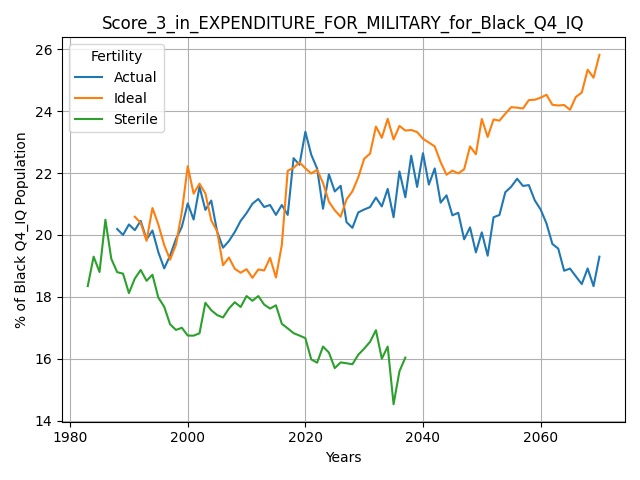 Score_3_in_EXPENDITURE_FOR_MILITARY_for_Black_Q4_IQ
Fertility
Actual
Ideal
Sterile
% of Black Q4_IQ Population
26
24
22
20
18
16
14
1980
2000
2020
2040
2060
Years